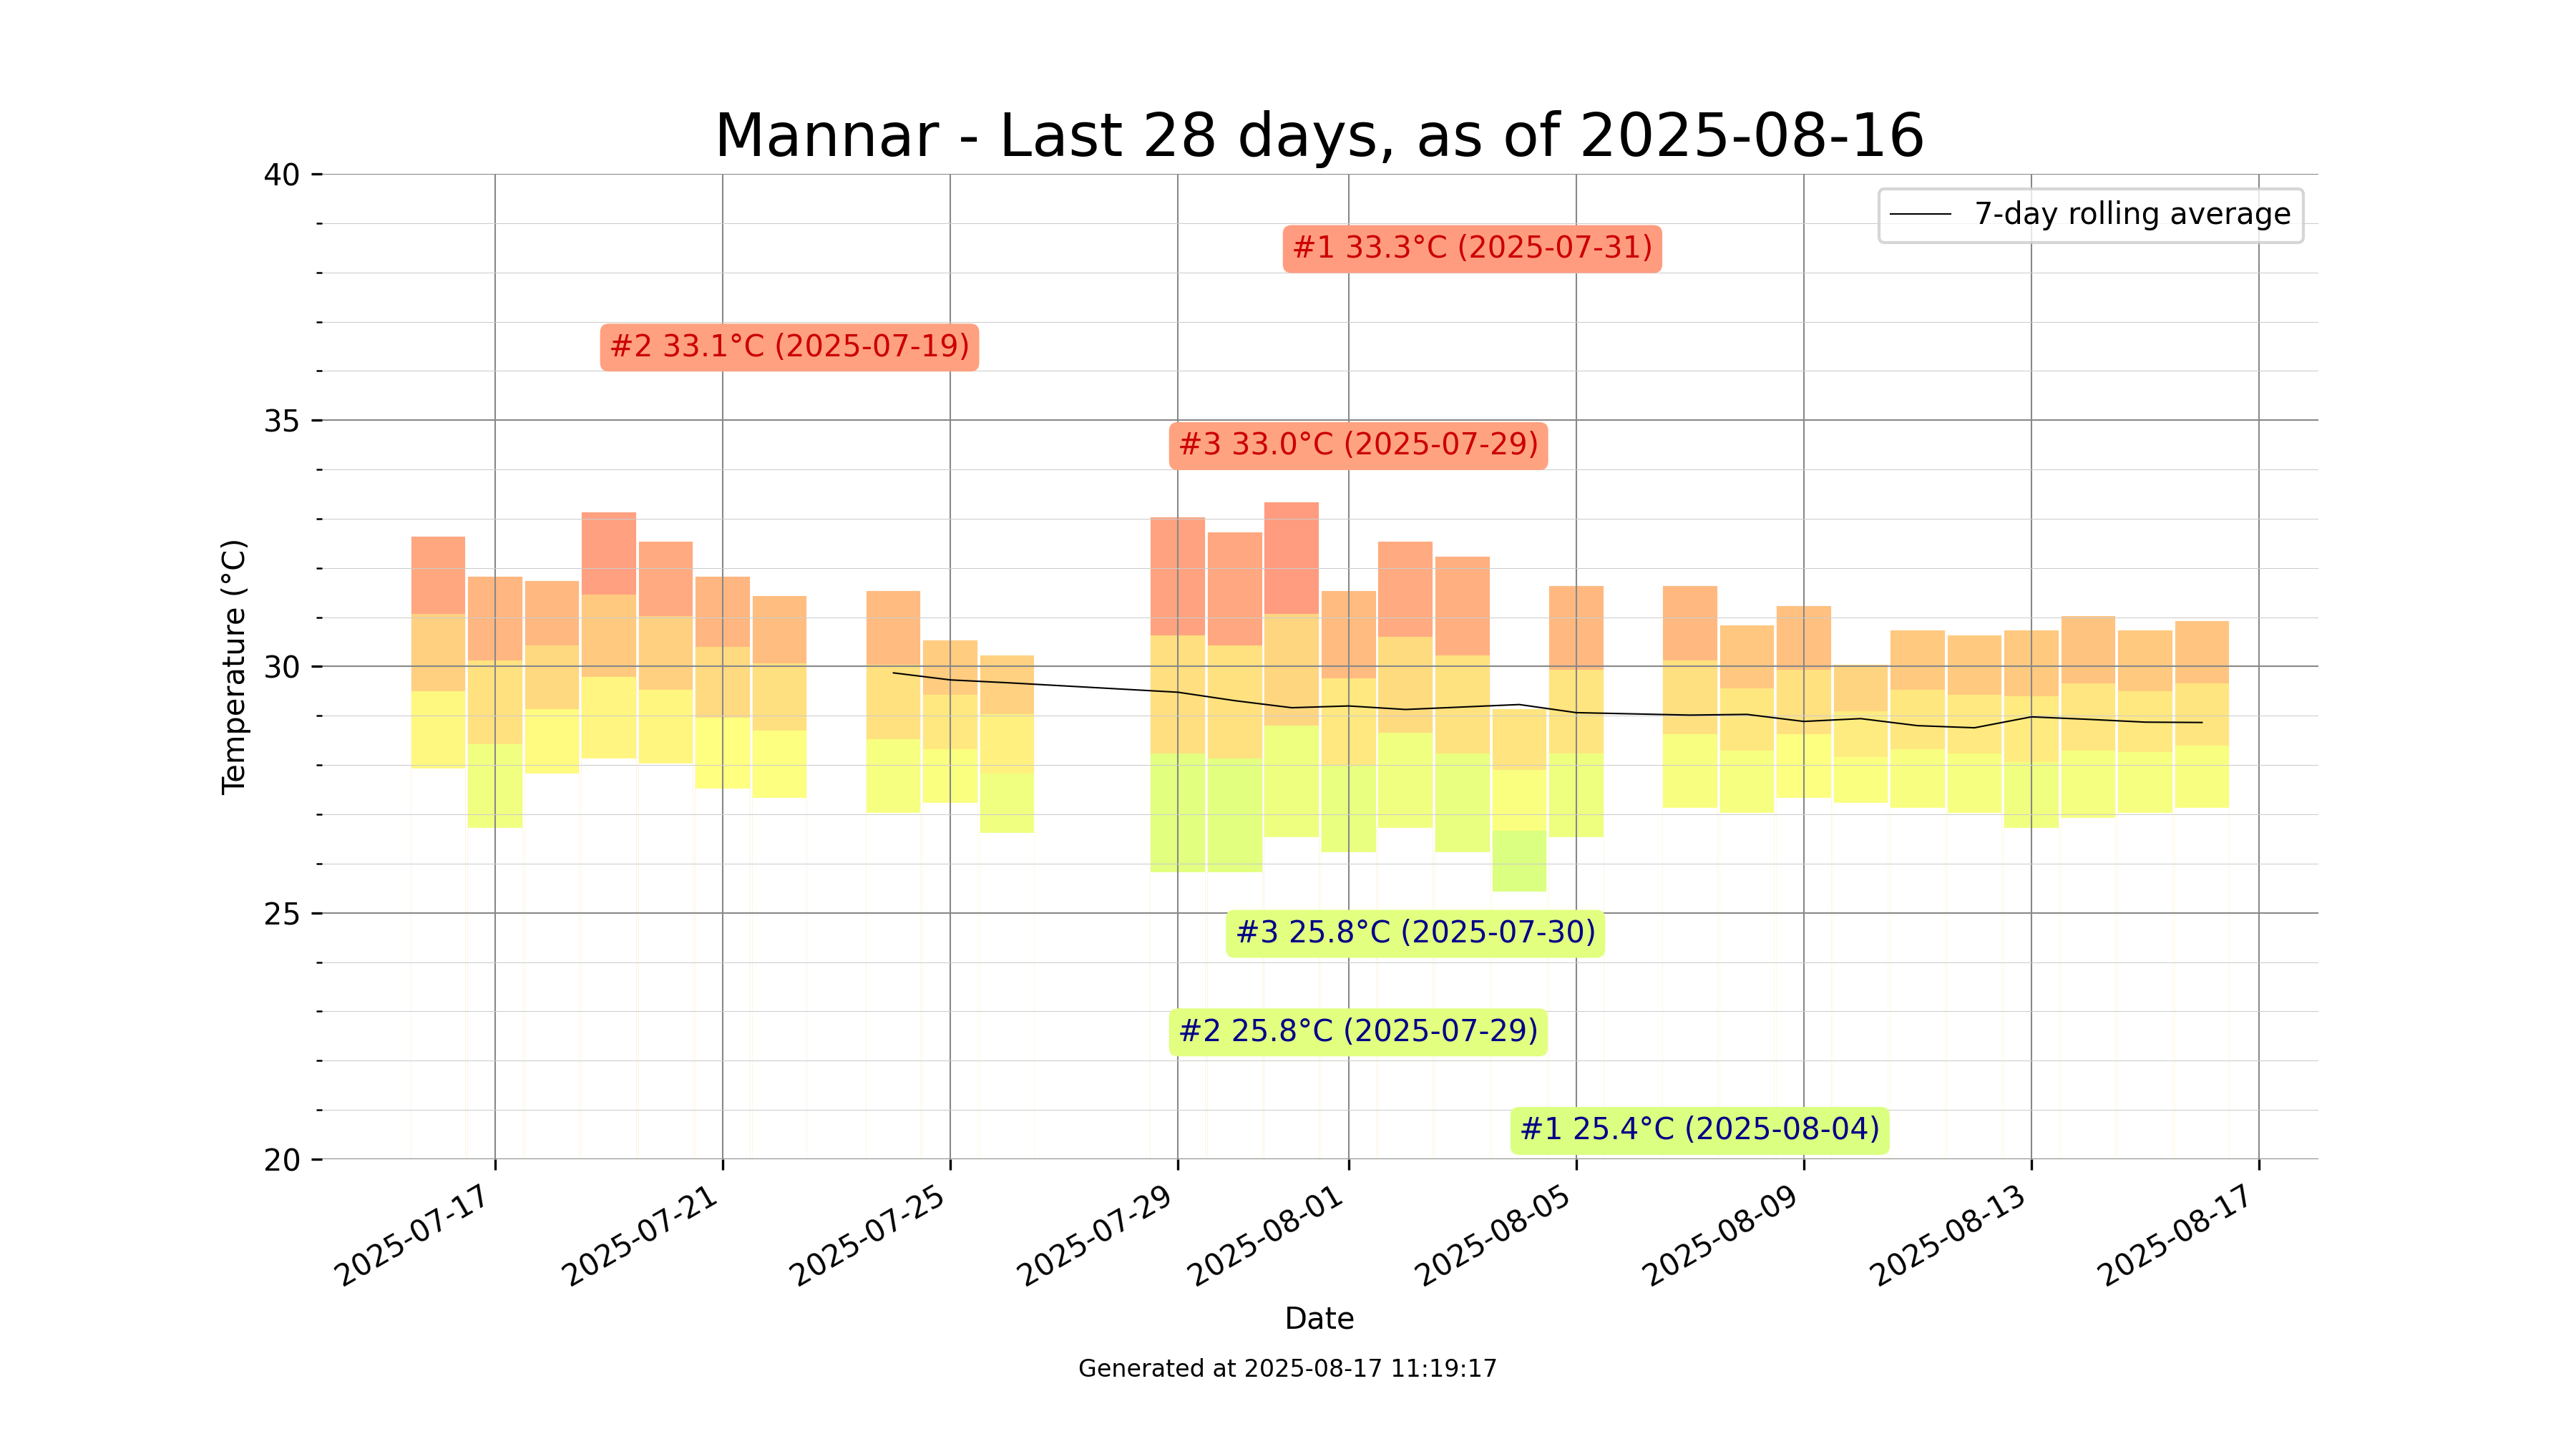 Mannar - Last 28 days, as of 2025-08-16
40
7-day rolling average
#1 33.3°C (2025-07-31)
#2 33.1°C (2025-07-19)
35
#3 33.0°C (2025-07-29)
Temperature (°C)
30
25
#3 25.8°C (2025-07-30)
#2 25.8°C (2025-07-29)
#1 25.4°C (2025-08-04)
20
2025-07-17
2025-07-21
2025-07-25
2025-07-29
2025-08-01
2025-08-05
2025-08-09
2025-08-13
2025-08-17
Date
Generated at 2025-08-17 11:19:17